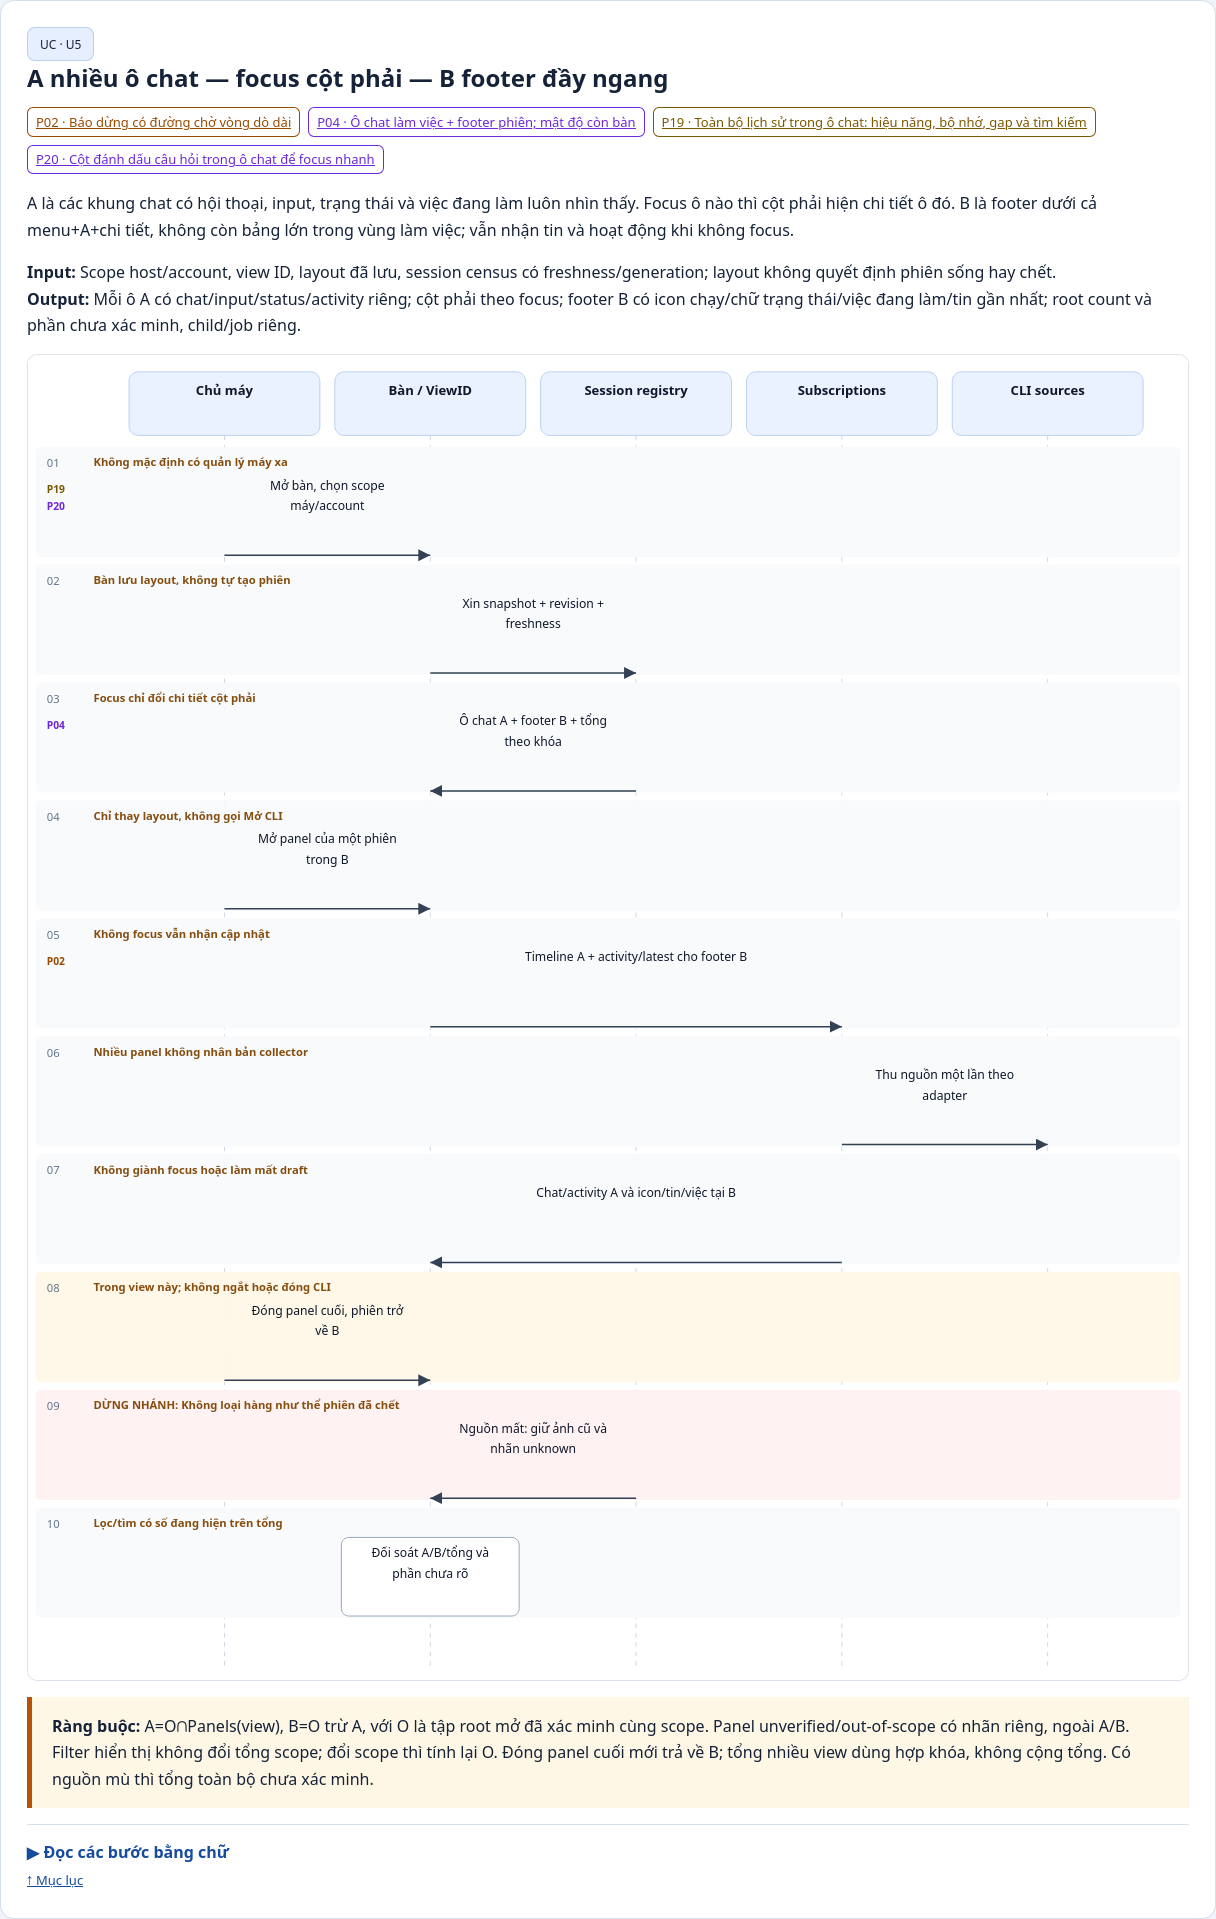 UC · U5
A nhiều ô chat — focus cột phải — B footer đầy ngang
P02 · Báo dừng có đường chờ vòng dò dài
P04 · Ô chat làm việc + footer phiên; mật độ còn bàn
P19 · Toàn bộ lịch sử trong ô chat: hiệu năng, bộ nhớ, gap và tìm kiếm
P20 · Cột đánh dấu câu hỏi trong ô chat để focus nhanh
A là các khung chat có hội thoại, input, trạng thái và việc đang làm luôn nhìn thấy. Focus ô nào thì cột phải hiện chi tiết ô đó. B là footer dưới cả
menu+A+chi tiết, không còn bảng lớn trong vùng làm việc; vẫn nhận tin và hoạt động khi không focus.
Input: Scope host/account, view ID, layout đã lưu, session census có freshness/generation; layout không quyết định phiên sống hay chết.
Output: Mỗi ô A có chat/input/status/activity riêng; cột phải theo focus; footer B có icon chạy/chữ trạng thái/việc đang làm/tin gần nhất; root count và
phần chưa xác minh, child/job riêng.
Chủ máy
Bàn / ViewID
Session registry
Subscriptions
CLI sources
01
Không mặc định có quản lý máy xa
P19
P20
Mở bàn, chọn scope
máy/account
02
Bàn lưu layout, không tự tạo phiên
Xin snapshot + revision +
freshness
03
Focus chỉ đổi chi tiết cột phải
P04
Ô chat A + footer B + tổng
theo khóa
04
Chỉ thay layout, không gọi Mở CLI
Mở panel của một phiên
trong B
05
Không focus vẫn nhận cập nhật
P02
Timeline A + activity/latest cho footer B
06
Nhiều panel không nhân bản collector
Thu nguồn một lần theo
adapter
07
Không giành focus hoặc làm mất draft
Chat/activity A và icon/tin/việc tại B
08
Trong view này; không ngắt hoặc đóng CLI
Đóng panel cuối, phiên trở
về B
09
DỪNG NHÁNH: Không loại hàng như thể phiên đã chết
Nguồn mất: giữ ảnh cũ và
nhãn unknown
10
Lọc/tìm có số đang hiện trên tổng
Đối soát A/B/tổng và
phần chưa rõ
Ràng buộc: A=O∩Panels(view), B=O trừ A, với O là tập root mở đã xác minh cùng scope. Panel unverified/out-of-scope có nhãn riêng, ngoài A/B.
Filter hiển thị không đổi tổng scope; đổi scope thì tính lại O. Đóng panel cuối mới trả về B; tổng nhiều view dùng hợp khóa, không cộng tổng. Có
nguồn mù thì tổng toàn bộ chưa xác minh.
▶ Đọc các bước bằng chữ
↑ Mục lục